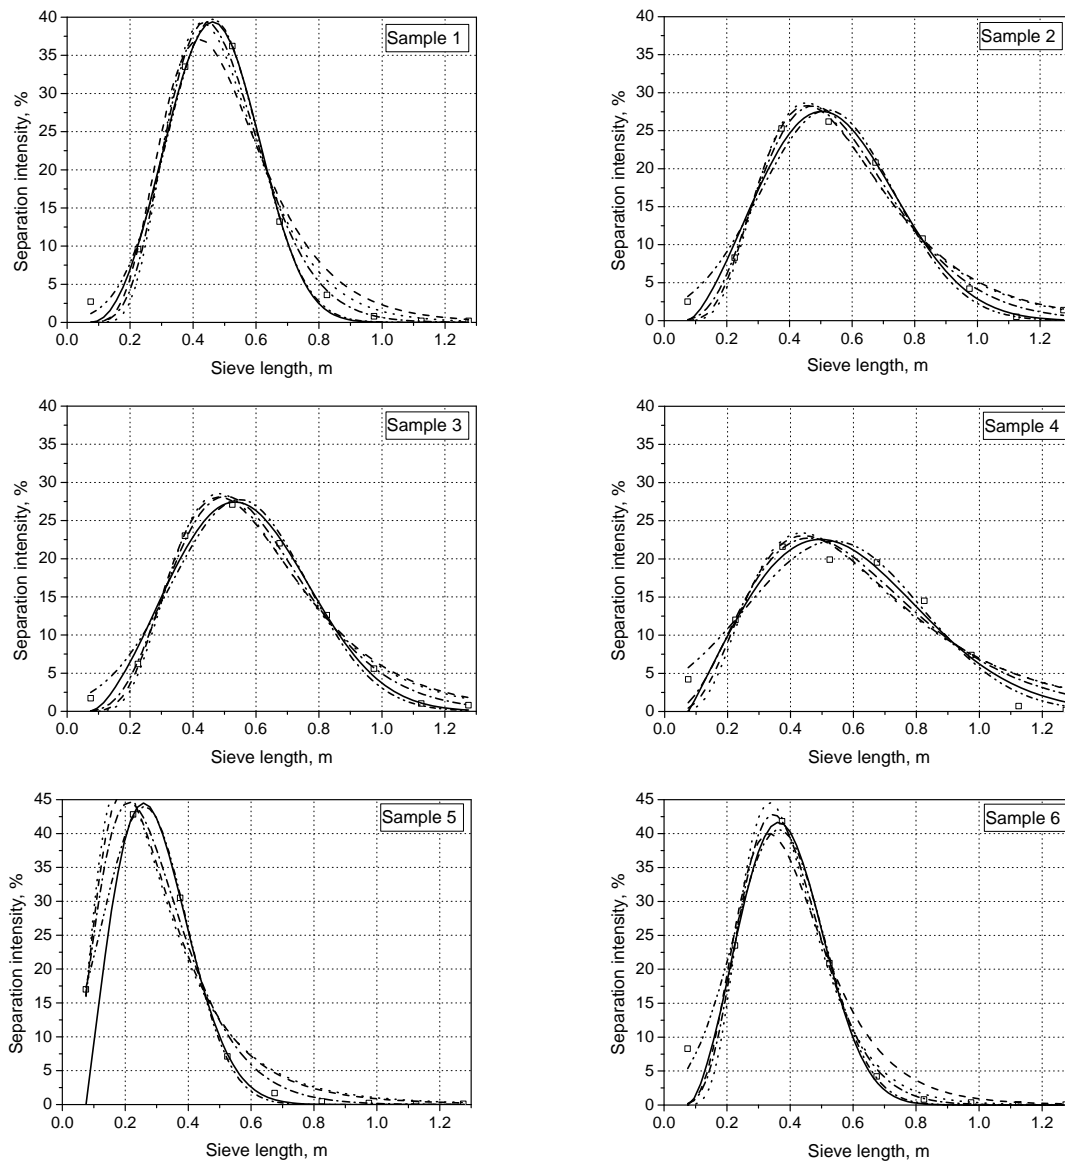 40
35
30
25
20
15
10
5
0
Separation intensity, %
Sample 1
0.0 0.2 0.4 0.6 0.8 1.0 1.2
Sieve length, m
40
35
30
25
20
15
10
5
0
Separation intensity, %
Sample 2
0.0 0.2 0.4 0.6 0.8 1.0 1.2
Sieve length, m
40
35
30
25
20
15
10
5
0
Separation intensity, %
Sample 3
0.0 0.2 0.4 0.6 0.8 1.0 1.2
Sieve length, m
40
35
30
25
20
15
10
5
0
Separation intensity, %
Sample 4
0.0 0.2 0.4 0.6 0.8 1.0 1.2
Sieve length, m
45
40
35
30
25
20
15
10
5
0
Separation intensity, %
Sample 5
0.0 0.2 0.4 0.6 0.8 1.0 1.2
Sieve length, m
45
40
35
30
25
20
15
10
5
0
Separation intensity, %
Sample 6
0.0 0.2 0.4 0.6 0.8 1.0 1.2
Sieve length, m